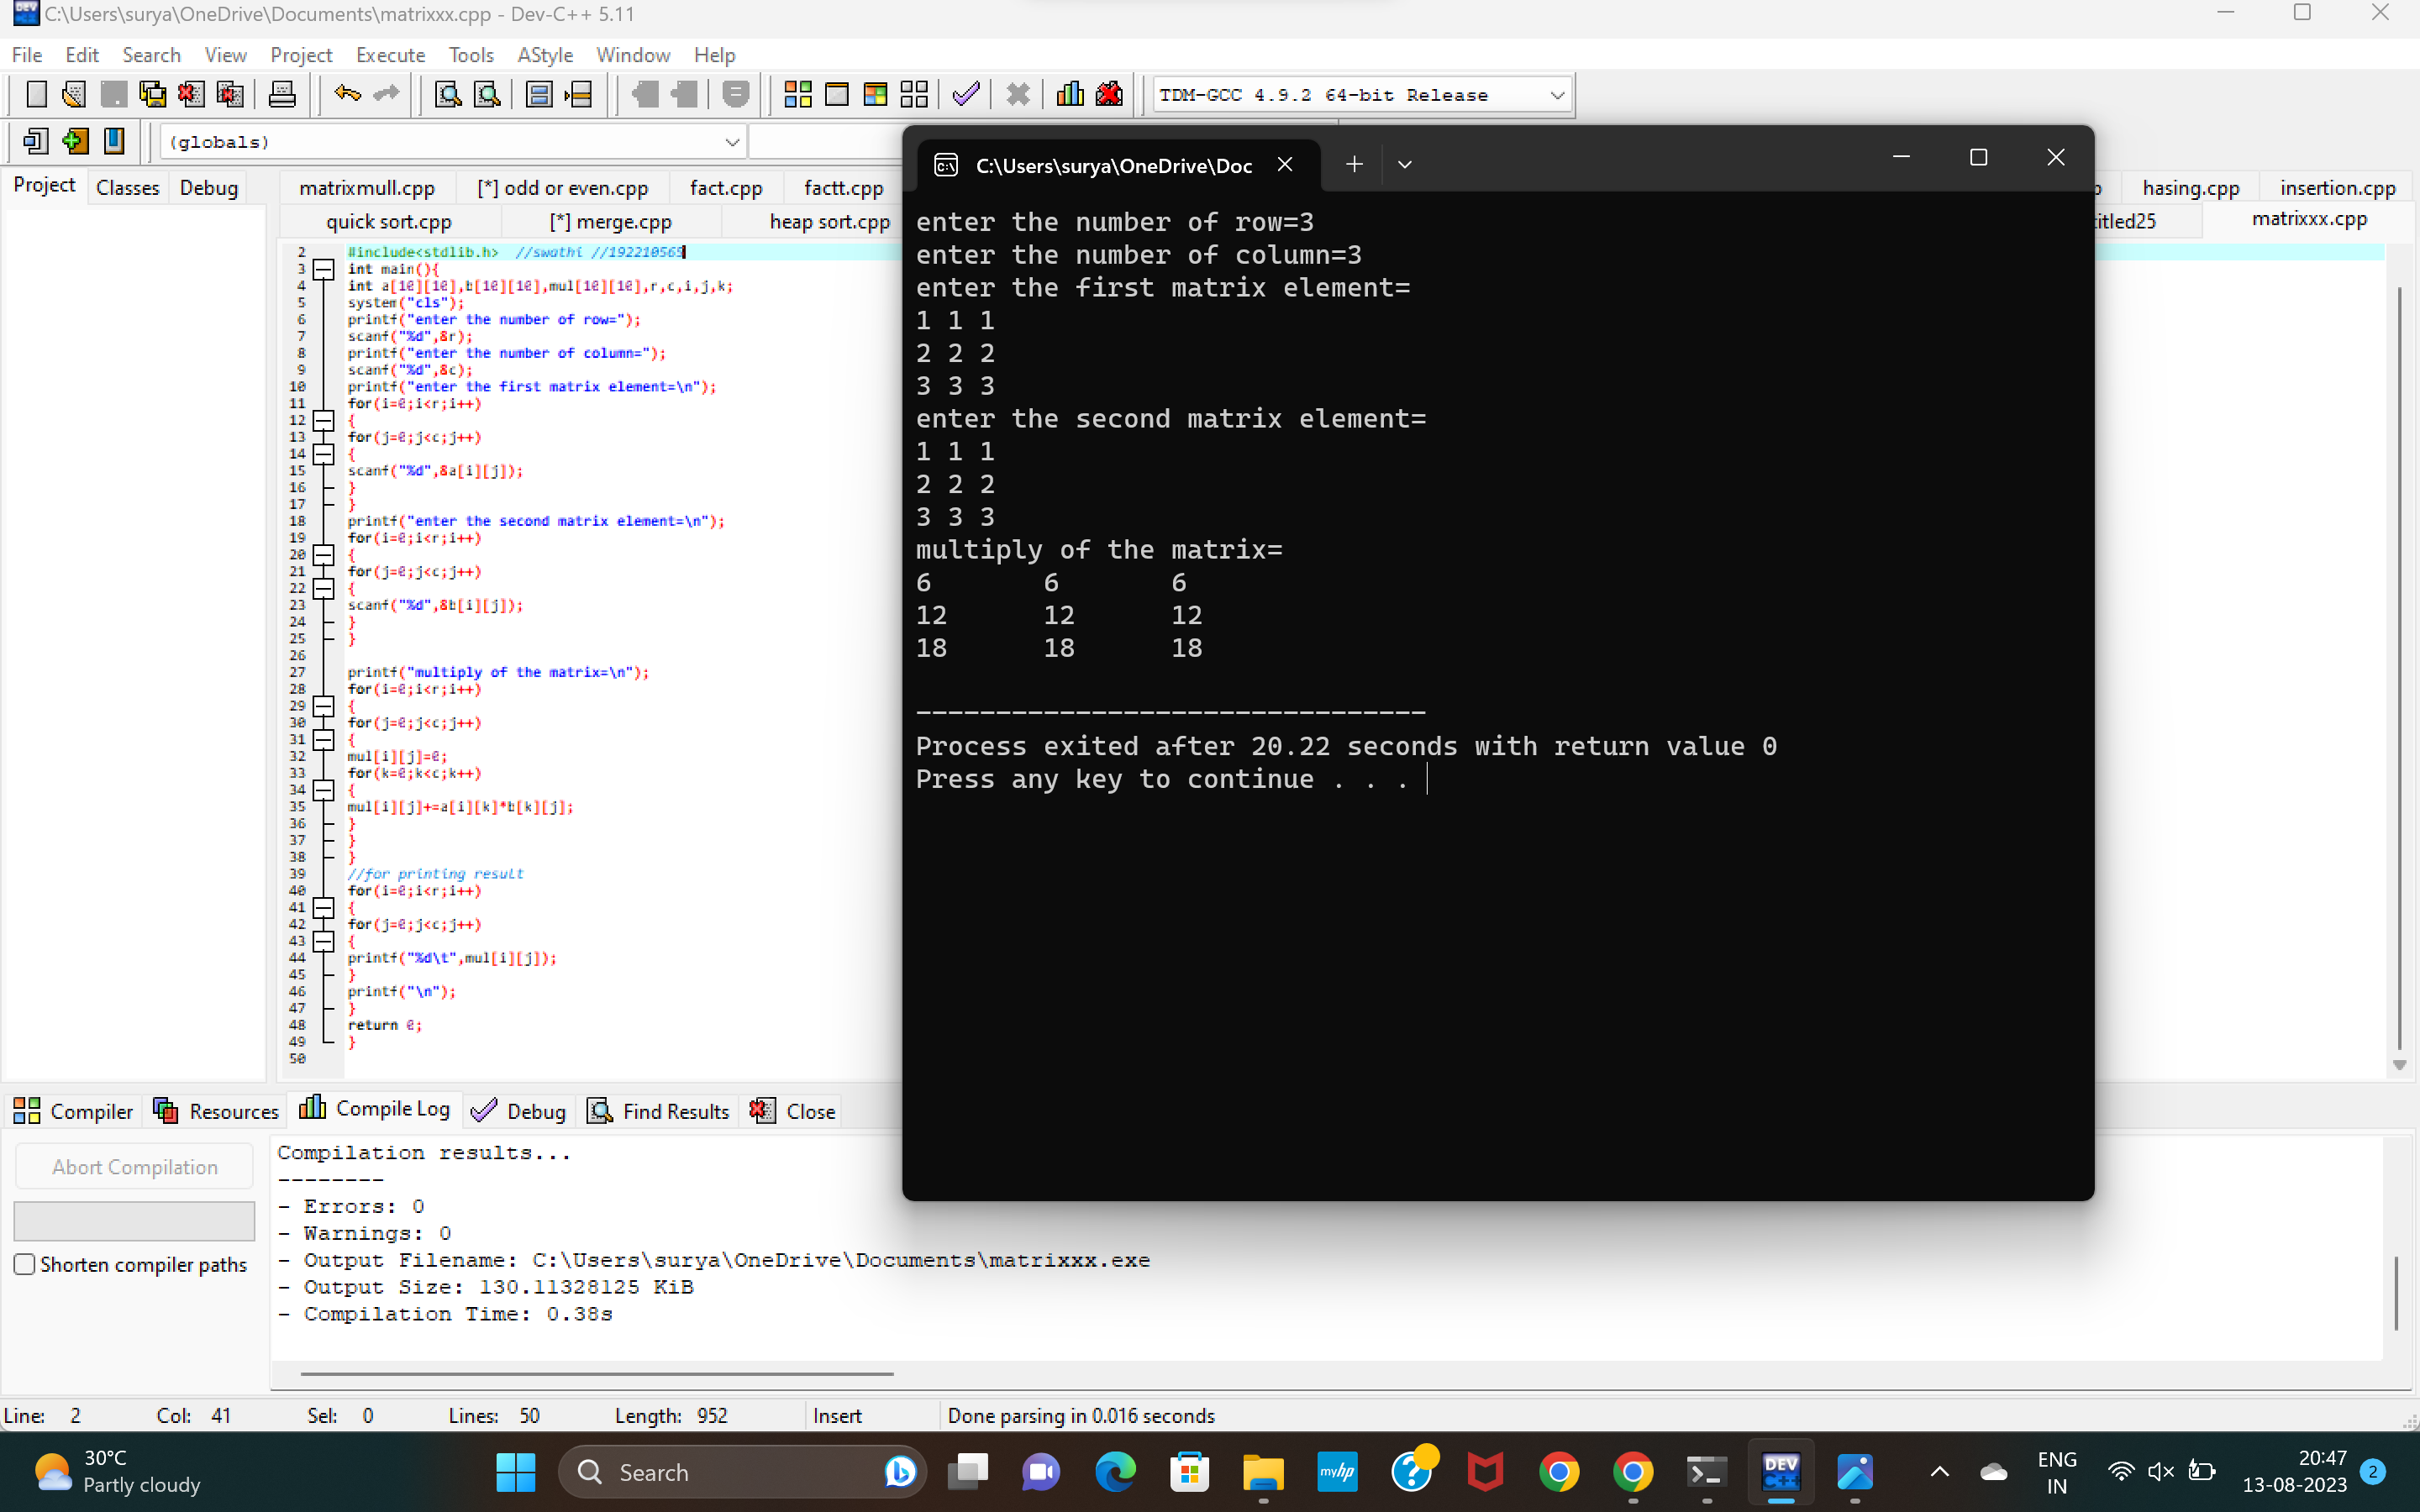 C:\Users\surya\OneDrive\Documents\matrixxx.cpp - Dev-C++ 5.11
File Edit Search View Project Execute Tools AStyle Window Help
TDM-GCC 4.9.2 64-bit Release
(globals)
Project Classes Debug
matrixmull.cpp [*] odd or even.cpp fact.cpp factt.cpp hasing.cpp insertion.cpp
quick sort.cpp [*] merge.cpp heap sort.cpp itled25 matrixxx.cpp
2 #include<stdlib.h> //swathi //192210565
3 int main(){
4 int a[10][10],b[10][10],mul[10][10],r,c,i,j,k;
5 system("cls");
6 printf("enter the number of row=");
7 scanf("%d",&r);
8 printf("enter the number of column=");
9 scanf("%d",&c);
10 printf("enter the first matrix element=\n");
11 for(i=0;i<r;i++)
12 {
13 for(j=0;j<c;j++)
14 {
15 scanf("%d",&a[i][j]);
16 }
17 }
18 printf("enter the second matrix element=\n");
19 for(i=0;i<r;i++)
20 {
21 for(j=0;j<c;j++)
22 {
23 scanf("%d",&b[i][j]);
24 }
25 }
26
27 printf("multiply of the matrix=\n");
28 for(i=0;i<r;i++)
29 {
30 for(j=0;j<c;j++)
31 {
32 mul[i][j]=0;
33 for(k=0;k<c;k++)
34 {
35 mul[i][j]+=a[i][k]*b[k][j];
36 }
37 }
38 }
39 //for printing result
40 for(i=0;i<r;i++)
41 {
42 for(j=0;j<c;j++)
43 {
44 printf("%d\t",mul[i][j]);
45 }
46 printf("\n");
47 }
48 return 0;
49 }
50
C:\Users\surya\OneDrive\Doc
enter the number of row=3
enter the number of column=3
enter the first matrix element=
1 1 1
2 2 2
3 3 3
enter the second matrix element=
1 1 1
2 2 2
3 3 3
multiply of the matrix=
6 6 6
12 12 12
18 18 18
--------------------------------
Process exited after 20.22 seconds with return value 0
Press any key to continue . . .
Compiler Resources Compile Log Debug Find Results Close
Abort Compilation
Shorten compiler paths
Compilation results...
--------
- Errors: 0
- Warnings: 0
- Output Filename: C:\Users\surya\OneDrive\Documents\matrixxx.exe
- Output Size: 130.11328125 KiB
- Compilation Time: 0.38s
Line: 2 Col: 41 Sel: 0 Lines: 50 Length: 952 Insert Done parsing in 0.016 seconds
30°C
Partly cloudy
Search
myhp
DEV
C++
ENG
IN
20:47
13-08-2023
2